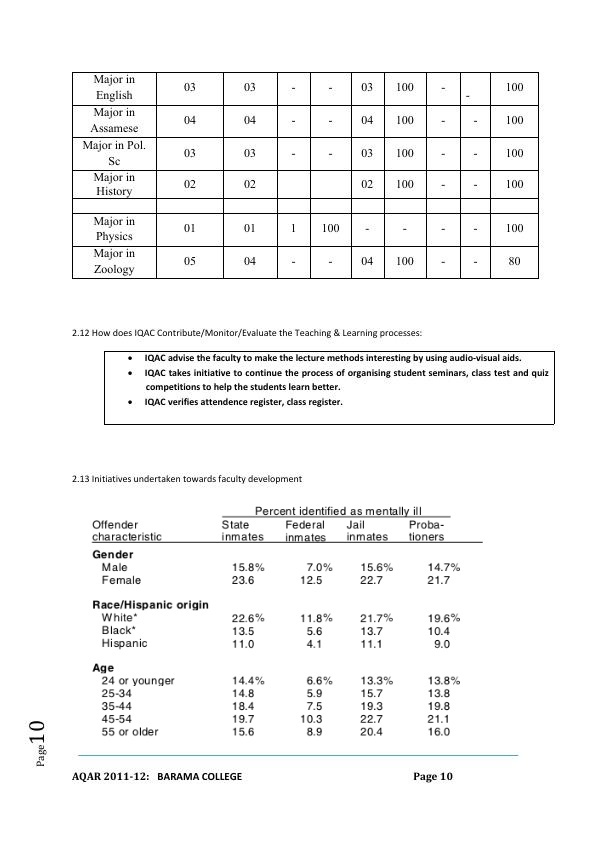 Major in English 03 03 - - 03 100 - - 100
Major in Assamese 04 04 - - 04 100 - - 100
Major in Pol. Sc 03 03 - - 03 100 - - 100
Major in History 02 02 02 100 - - 100
Major in Physics 01 01 1 100 - - - - 100
Major in Zoology 05 04 - - 04 100 - - 80
2.12 How does IQAC Contribute/Monitor/Evaluate the Teaching & Learning processes:
• IQAC advise the faculty to make the lecture methods interesting by using audio-visual aids.
• IQAC takes initiative to continue the process of organising student seminars, class test and quiz
competitions to help the students learn better.
• IQAC verifies attendence register, class register.
2.13 Initiatives undertaken towards faculty development
Percent identified as mentally ill
Offender State Federal Jail Proba-
characteristic inmates inmates inmates tioners
Gender
Male 15.8% 7.0% 15.6% 14.7%
Female 23.6 12.5 22.7 21.7
Race/Hispanic origin
White* 22.6% 11.8% 21.7% 19.6%
Black* 13.5 5.6 13.7 10.4
Hispanic 11.0 4.1 11.1 9.0
Age
24 or younger 14.4% 6.6% 13.3% 13.8%
25-34 14.8 5.9 15.7 13.8
35-44 18.4 7.5 19.3 19.8
45-54 19.7 10.3 22.7 21.1
55 or older 15.6 8.9 20.4 16.0
Page10
AQAR 2011-12: BARAMA COLLEGE Page 10